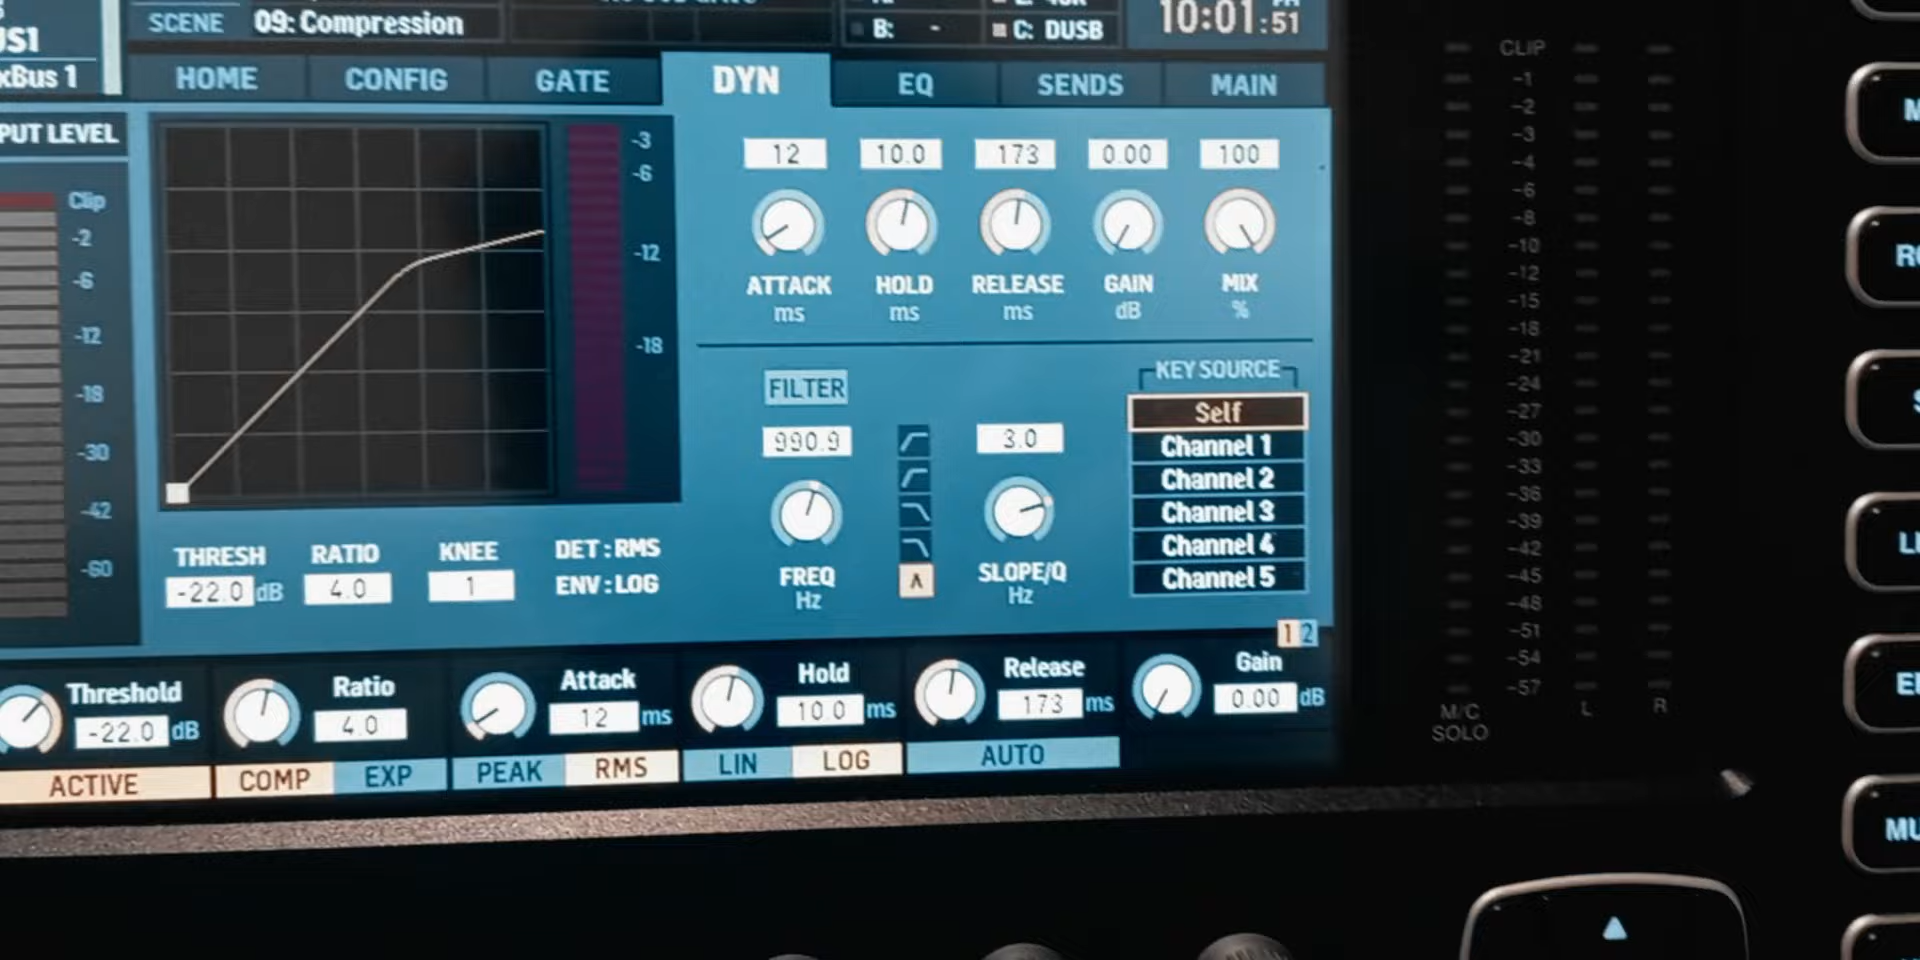 SCENE 09: Compression
B: - C: DUSB
10:01:51
HOME CONFIG GATE DYN EQ SENDS MAIN
Clip
-2
-6
-12
-18
-30
-42
-60
-3
-6
-12
-18
12 10.0 173 0.00 100
ATTACK HOLD RELEASE GAIN MIX
ms ms ms dB %
FILTER
990.9 3.0
FREQ SLOPE/Q
Hz Hz
KEY SOURCE
Self
Channel 1
Channel 2
Channel 3
Channel 4
Channel 5
THRESH RATIO KNEE DET:RMS
-22.0 dB 4.0 1 ENV:LOG
1 2
Threshold Ratio Attack Hold Release Gain
-22.0 dB 4.0 12 ms 10.0 ms 173 ms 0.00 dB
ACTIVE COMP EXP PEAK RMS LIN LOG AUTO
CLIP
-1
-2
-3
-4
-6
-8
-10
-12
-15
-18
-21
-24
-27
-30
-33
-36
-39
-42
-45
-48
-51
-54
-57
M/C L R
SOLO